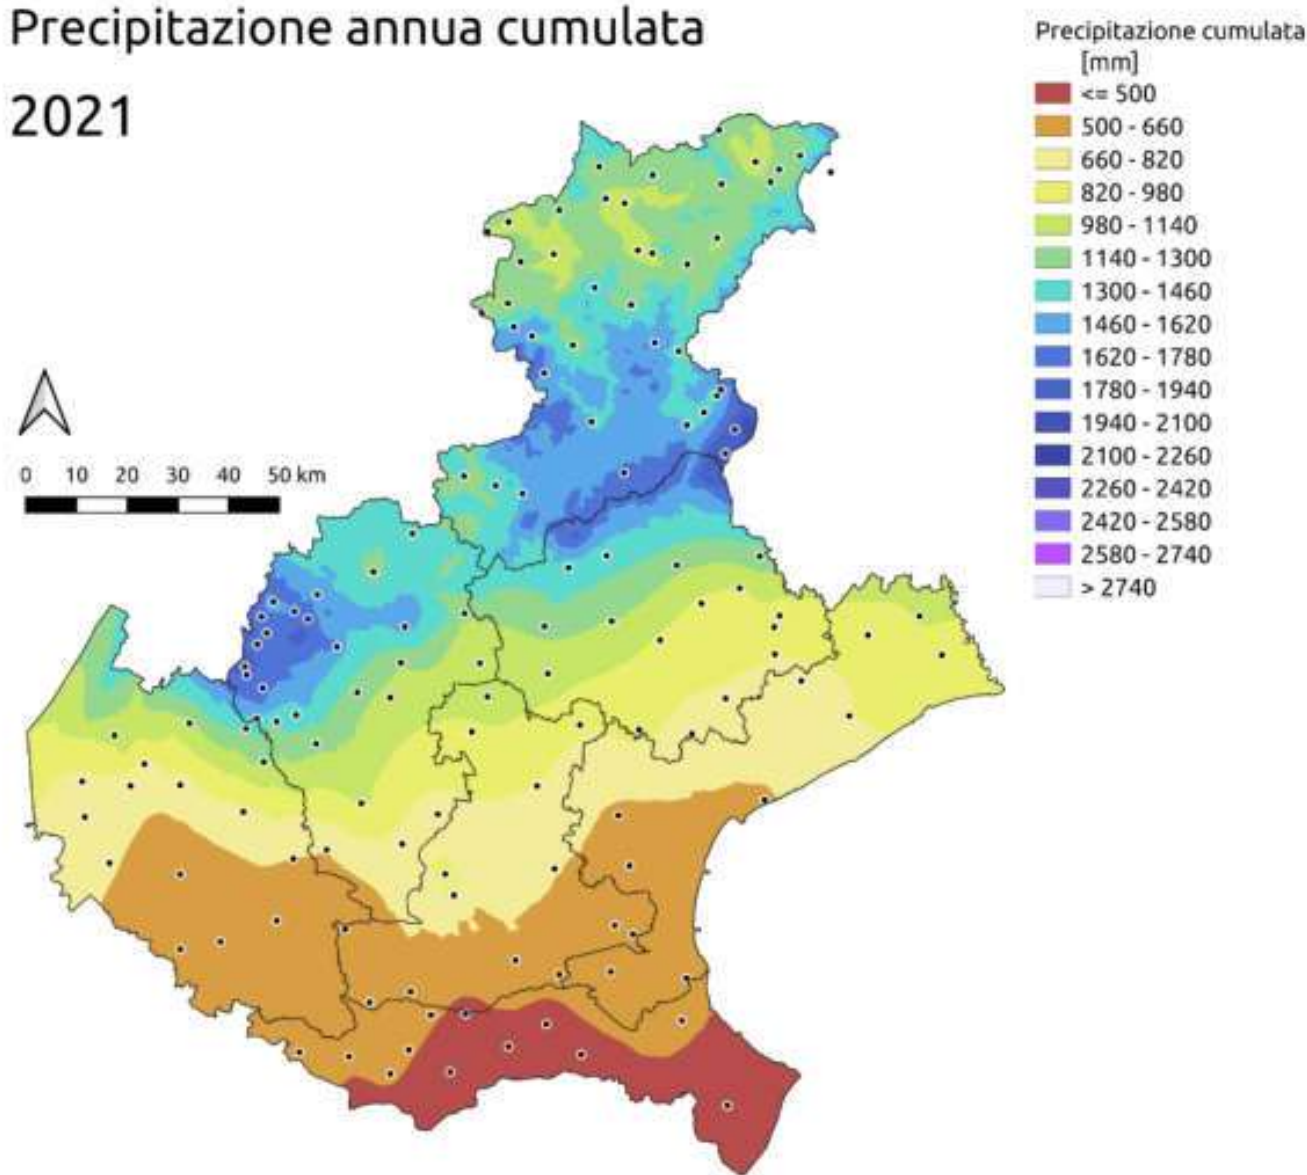 Precipitazione annua cumulata
2021
0 10 20 30 40 50 km
Precipitazione cumulata
[mm]
<= 500
500 - 660
660 - 820
820 - 980
980 - 1140
1140 - 1300
1300 - 1460
1460 - 1620
1620 - 1780
1780 - 1940
1940 - 2100
2100 - 2260
2260 - 2420
2420 - 2580
2580 - 2740
> 2740